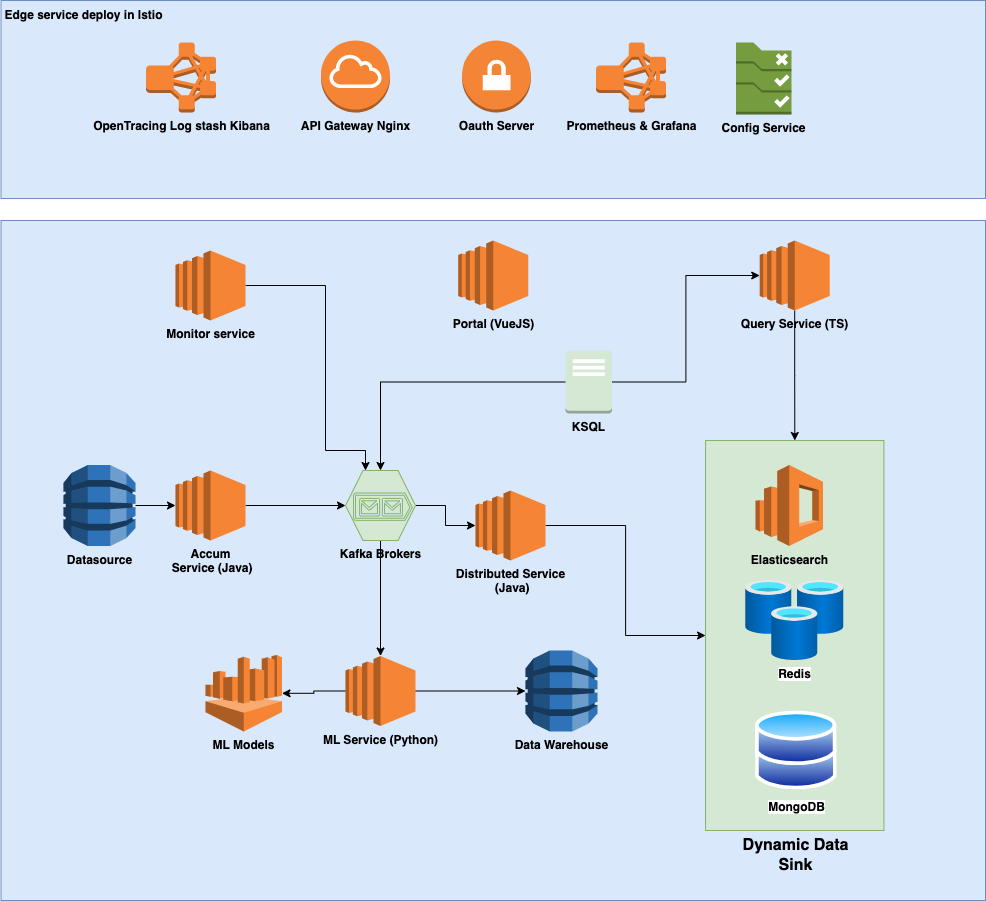 Edge service deploy in Istio
OpenTracing Log stash Kibana
API Gateway Nginx
Oauth Server
Prometheus & Grafana
Config Service
Monitor service
Portal (VueJS)
Query Service (TS)
KSQL
Datasource
Accum
Service (Java)
Kafka Brokers
Distributed Service
(Java)
Elasticsearch
Redis
ML Models
ML Service (Python)
Data Warehouse
MongoDB
Dynamic Data
Sink